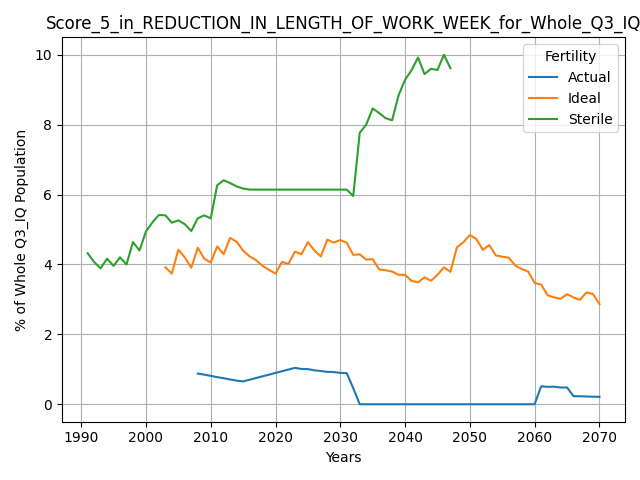 Score_5_in_REDUCTION_IN_LENGTH_OF_WORK_WEEK_for_Whole_Q3_IQ
Fertility
Actual
Ideal
Sterile
% of Whole Q3_IQ Population
10
8
6
4
2
0
1990 2000 2010 2020 2030 2040 2050 2060 2070
Years